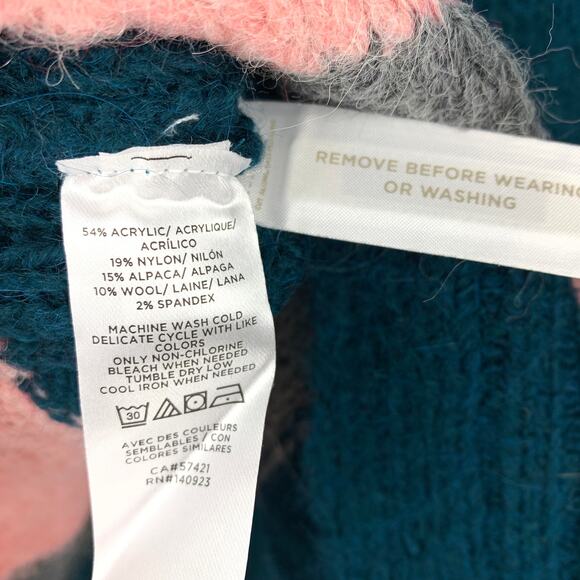 54% ACRYLIC/ ACRYLIQUE/
ACRÍLICO
19% NYLON/ NILÓN
15% ALPACA/ ALPAGA
10% WOOL/ LAINE/ LANA
2% SPANDEX
MACHINE WASH COLD
DELICATE CYCLE WITH LIKE
COLORS
ONLY NON-CHLORINE
BLEACH WHEN NEEDED
TUMBLE DRY LOW
COOL IRON WHEN NEEDED
30
AVEC DES COULEURS
SEMBLABLES / CON
COLORES SIMILARES
CA#57421
RN#140923
REMOVE BEFORE WEARING
OR WASHING